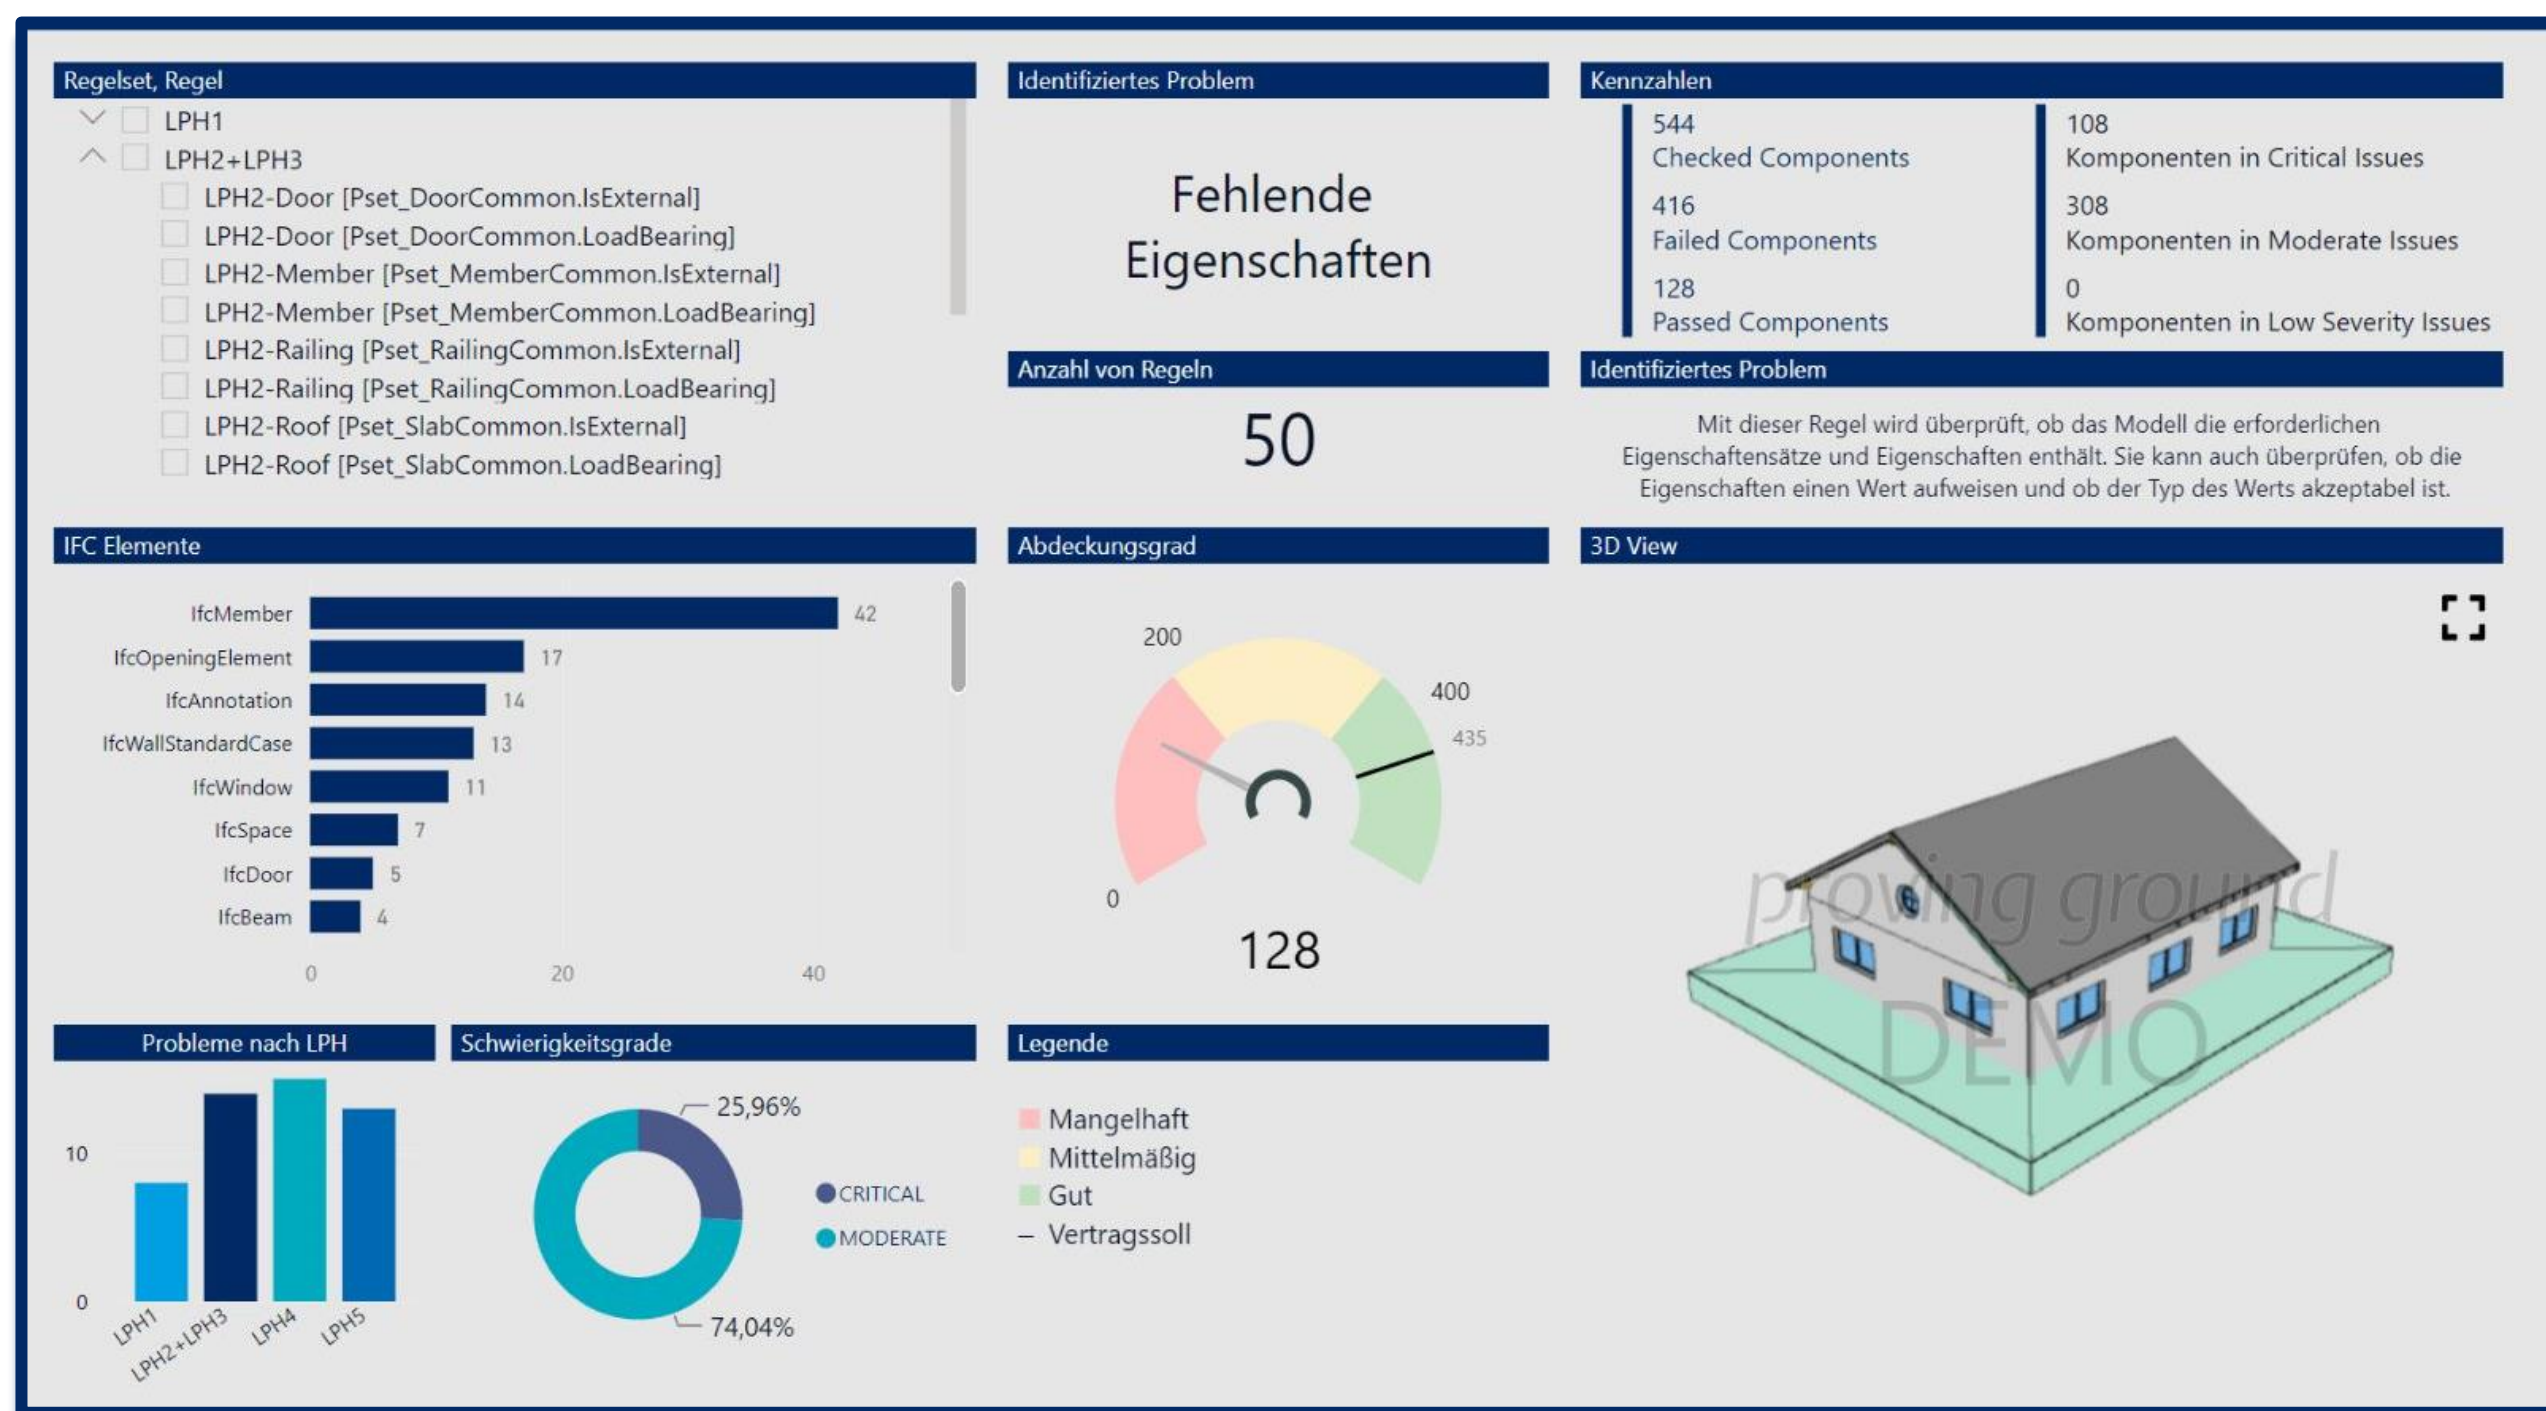 Regelset, Regel
LPH1
LPH2+LPH3
LPH2-Door [Pset_DoorCommon.IsExternal]
LPH2-Door [Pset_DoorCommon.LoadBearing]
LPH2-Member [Pset_MemberCommon.IsExternal]
LPH2-Member [Pset_MemberCommon.LoadBearing]
LPH2-Railing [Pset_RailingCommon.IsExternal]
LPH2-Railing [Pset_RailingCommon.LoadBearing]
LPH2-Roof [Pset_SlabCommon.IsExternal]
LPH2-Roof [Pset_SlabCommon.LoadBearing]
Identifiziertes Problem
Fehlende
Eigenschaften
Anzahl von Regeln
50
Kennzahlen
544
Checked Components
416
Failed Components
128
Passed Components
108
Komponenten in Critical Issues
308
Komponenten in Moderate Issues
0
Komponenten in Low Severity Issues
Identifiziertes Problem
Mit dieser Regel wird überprüft, ob das Modell die erforderlichen
Eigenschaftensätze und Eigenschaften enthält. Sie kann auch überprüfen, ob die
Eigenschaften einen Wert aufweisen und ob der Typ des Werts akzeptabel ist.
IFC Elemente
IfcMember 42
IfcOpeningElement 17
IfcAnnotation 14
IfcWallStandardCase 13
IfcWindow 11
IfcSpace 7
IfcDoor 5
IfcBeam 4
0 20 40
Abdeckungsgrad
200
400
435
0
128
3D View
proving ground
DEMO
Probleme nach LPH
10
0
LPH1
LPH2+LPH3
LPH4
LPH5
Schwierigkeitsgrade
25,96%
CRITICAL
MODERATE
74,04%
Legende
Mangelhaft
Mittelmäßig
Gut
– Vertragssoll